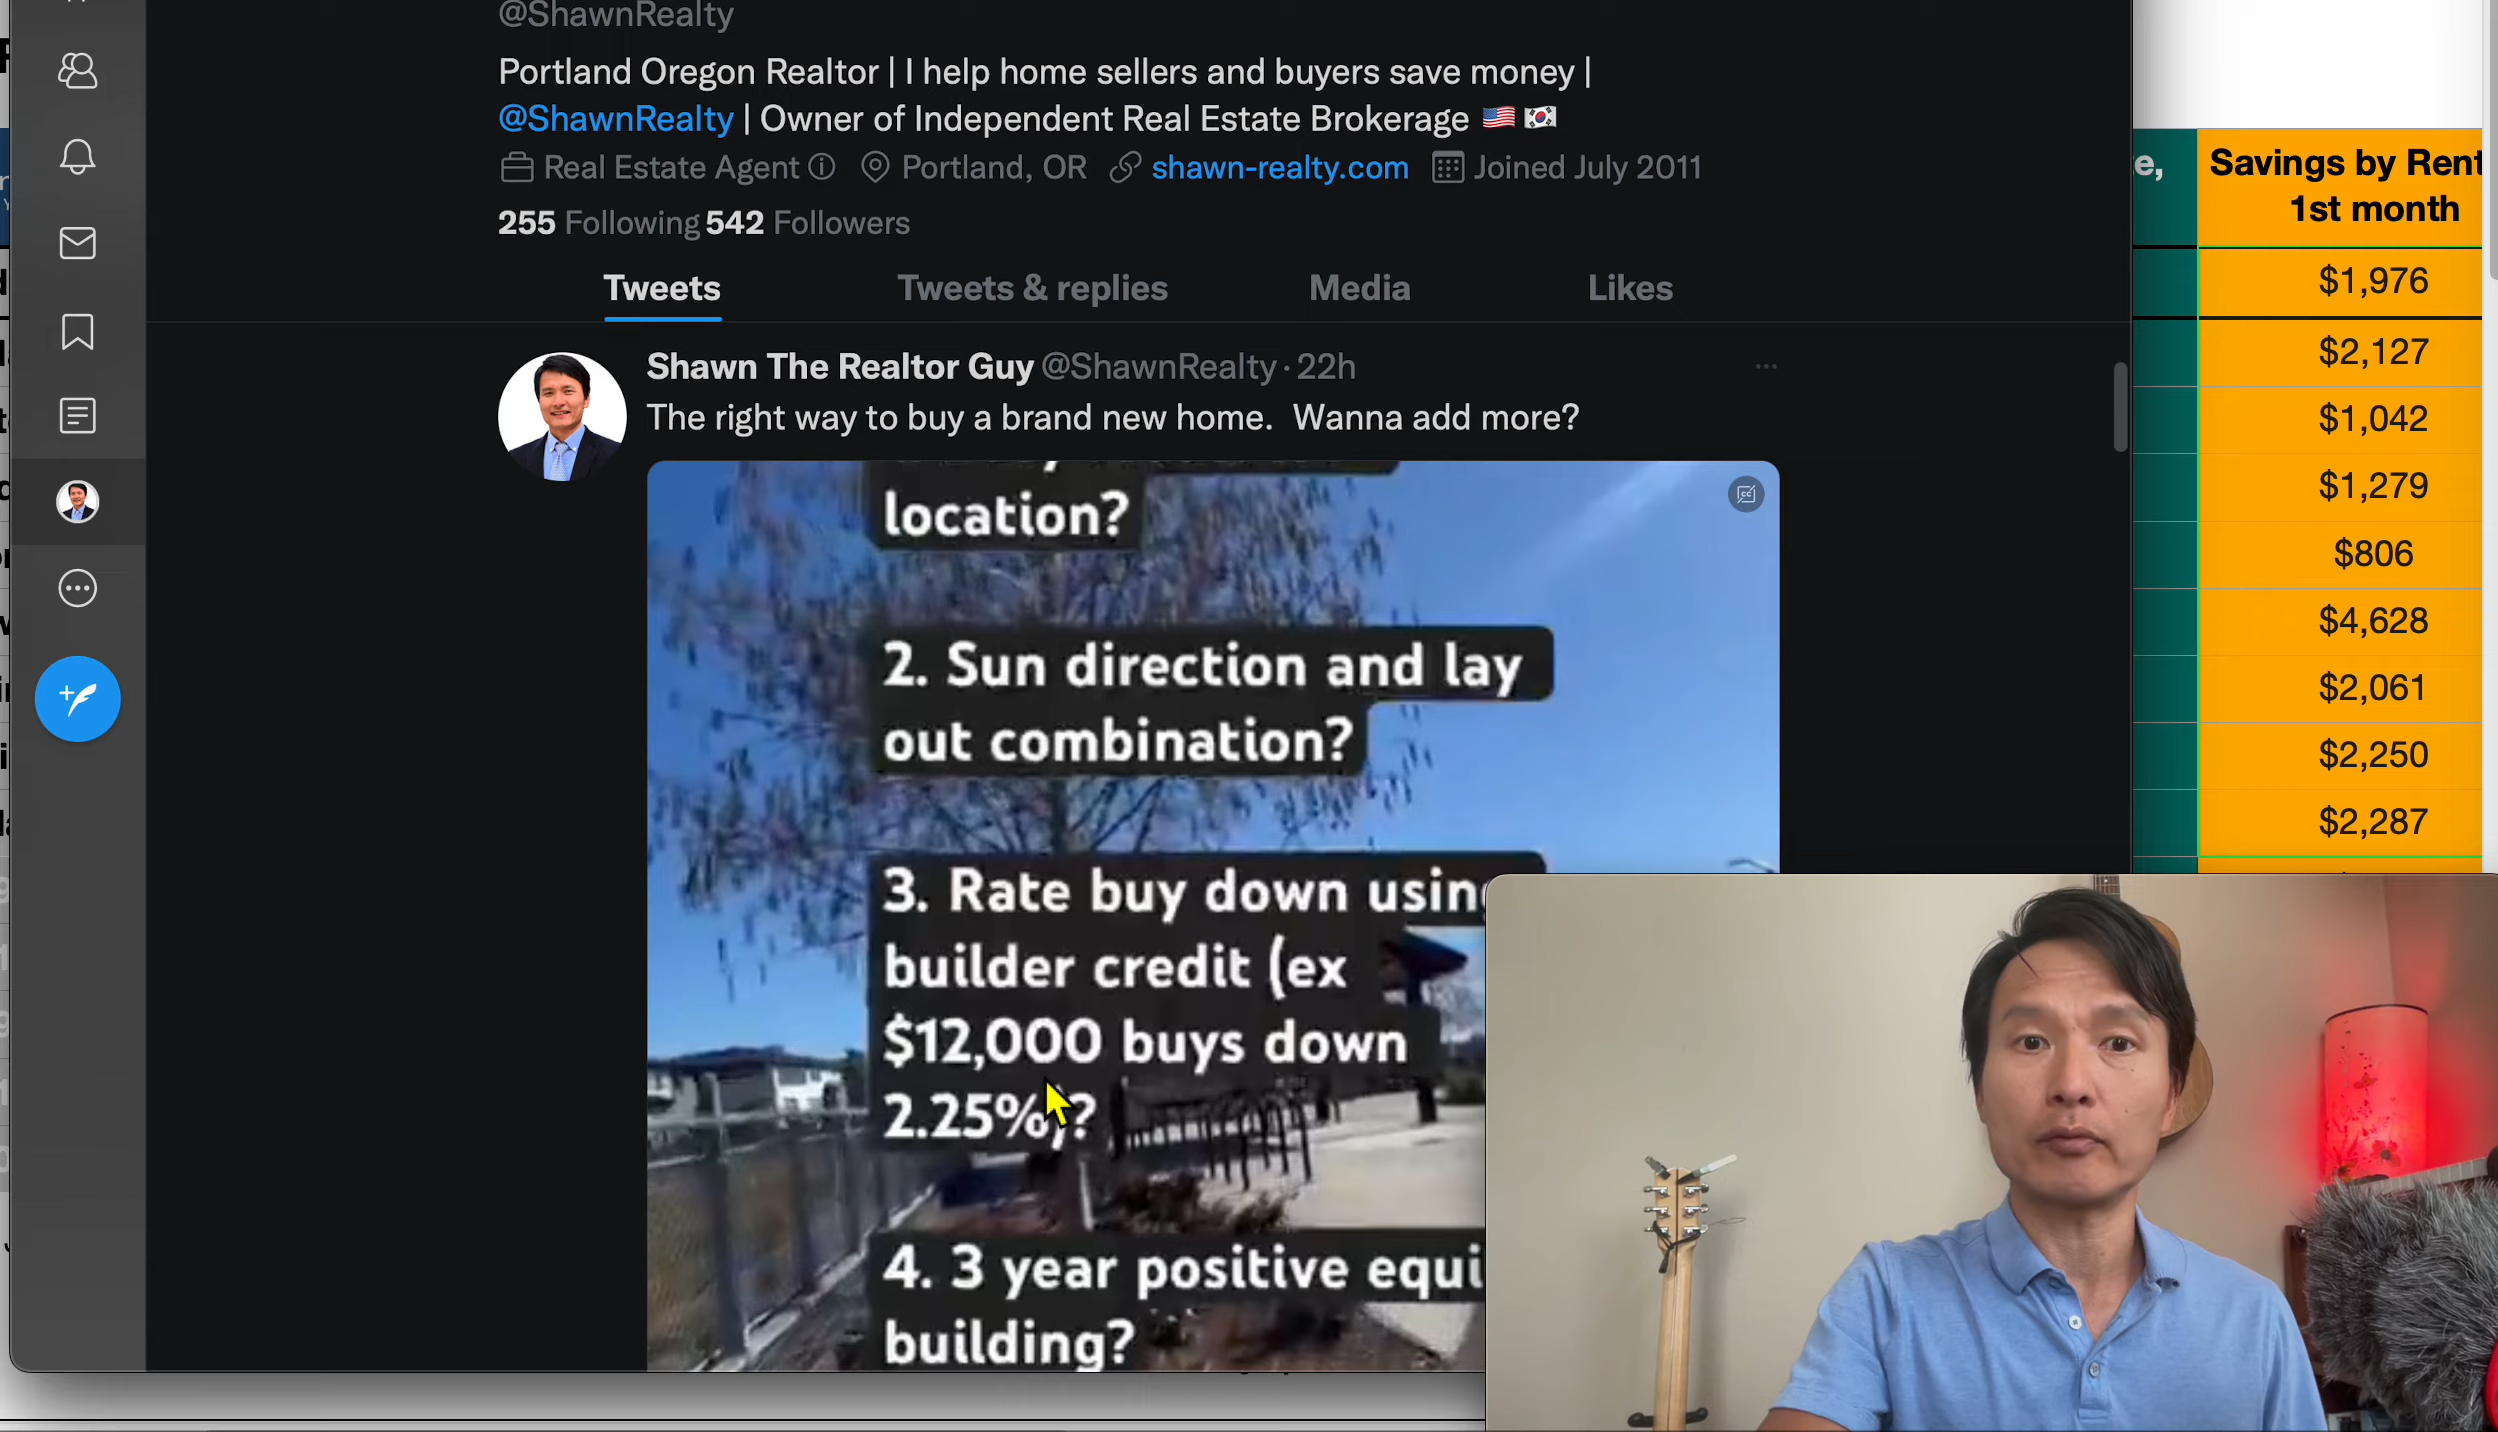 @ShawnRealty
Portland Oregon Realtor | I help home sellers and buyers save money |
@ShawnRealty | Owner of Independent Real Estate Brokerage
Real Estate Agent Portland, OR shawn-realty.com Joined July 2011
255 Following 542 Followers
Tweets Tweets & replies Media Likes
Shawn The Realtor Guy @ShawnRealty · 22h
The right way to buy a brand new home. Wanna add more?
location?
2. Sun direction and lay
out combination?
3. Rate buy down using
builder credit (ex
$12,000 buys down
2.25%)?
4. 3 year positive equi
building?
e,
Savings by Rent
1st month
$1,976
$2,127
$1,042
$1,279
$806
$4,628
$2,061
$2,250
$2,287